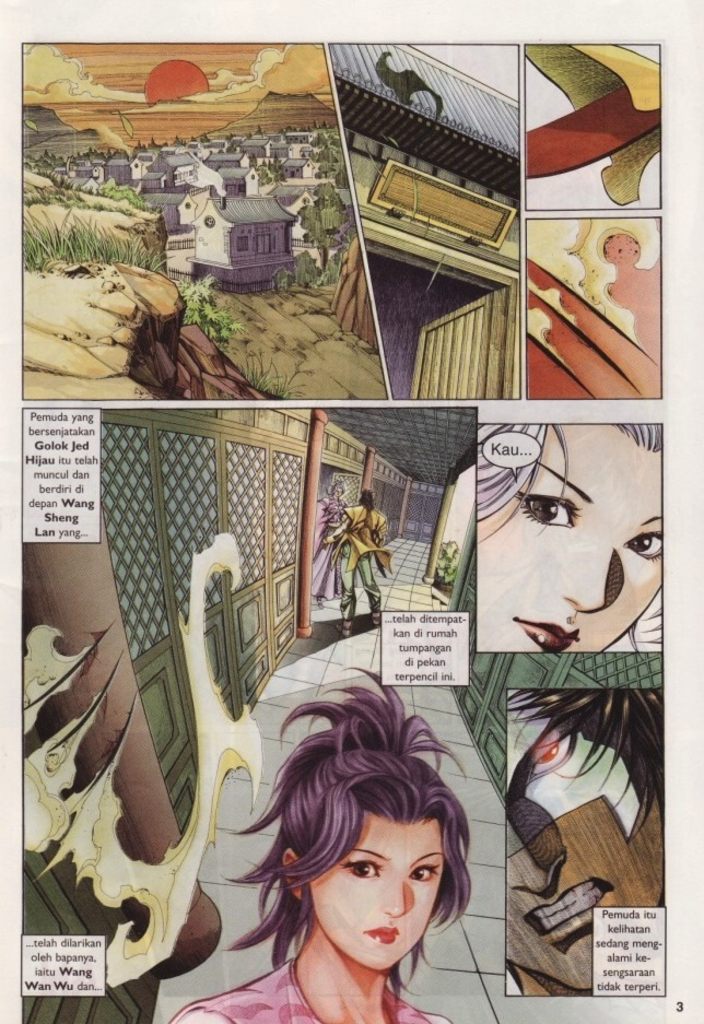 Pemuda yang
bersenjatakan
Golok Jed
Hijau itu telah
muncul dan
berdiri di
depan Wang
Sheng
Lan yang...
Kau...
...telah ditempat-
kan di rumah
tumpangan
di pekan
terpencil ini.
...telah dilarikan
oleh bapanya,
iaitu Wang
Wan Wu dan...
Pemuda itu
kelihatan
sedang meng-
alami ke-
sengsaraan
tidak terperi.
3